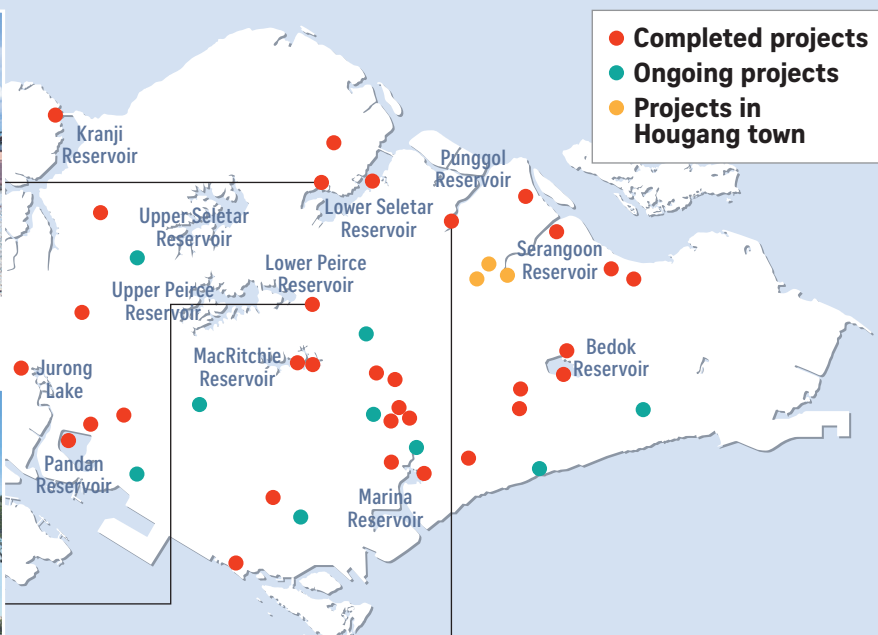 Completed projects
Ongoing projects
Projects in
Hougang town
Kranji
Reservoir
Punggol
Reservoir
Upper Seletar
Reservoir
Lower Seletar
Reservoir
Serangoon
Reservoir
Lower Peirce
Reservoir
Upper Peirce
Reservoir
MacRitchie
Reservoir
Bedok
Reservoir
Jurong
Lake
Pandan
Reservoir
Marina
Reservoir